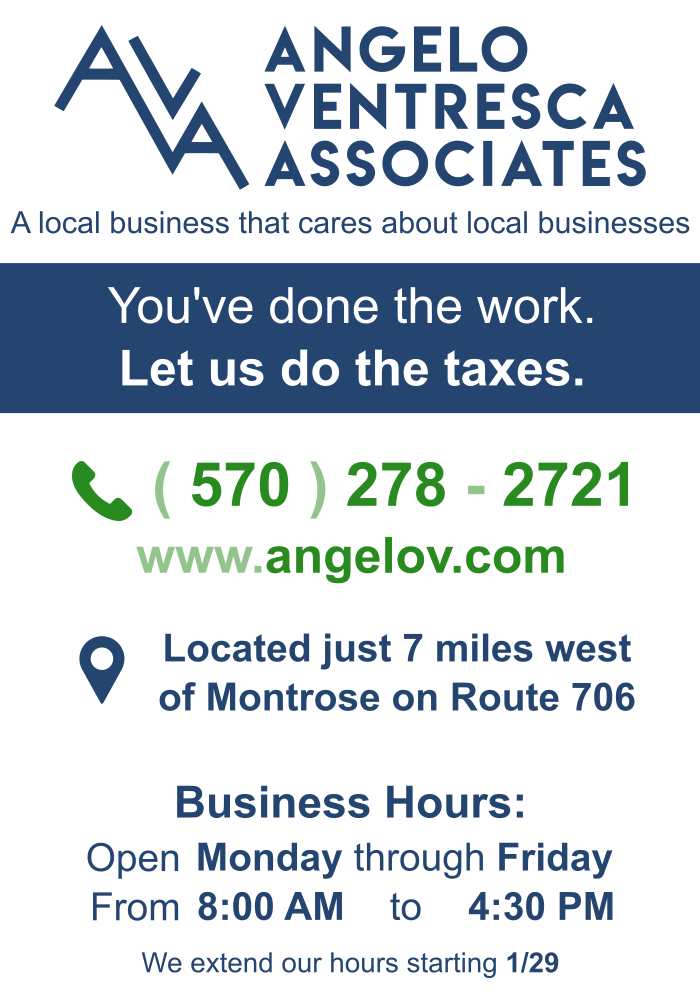 AVA
ANGELO
VENTRESCA
ASSOCIATES
A local business that cares about local businesses
You've done the work.
Let us do the taxes.
( 570 ) 278 - 2721
www.angelov.com
Located just 7 miles west
of Montrose on Route 706
Business Hours:
Open Monday through Friday
From 8:00 AM to 4:30 PM
We extend our hours starting 1/29